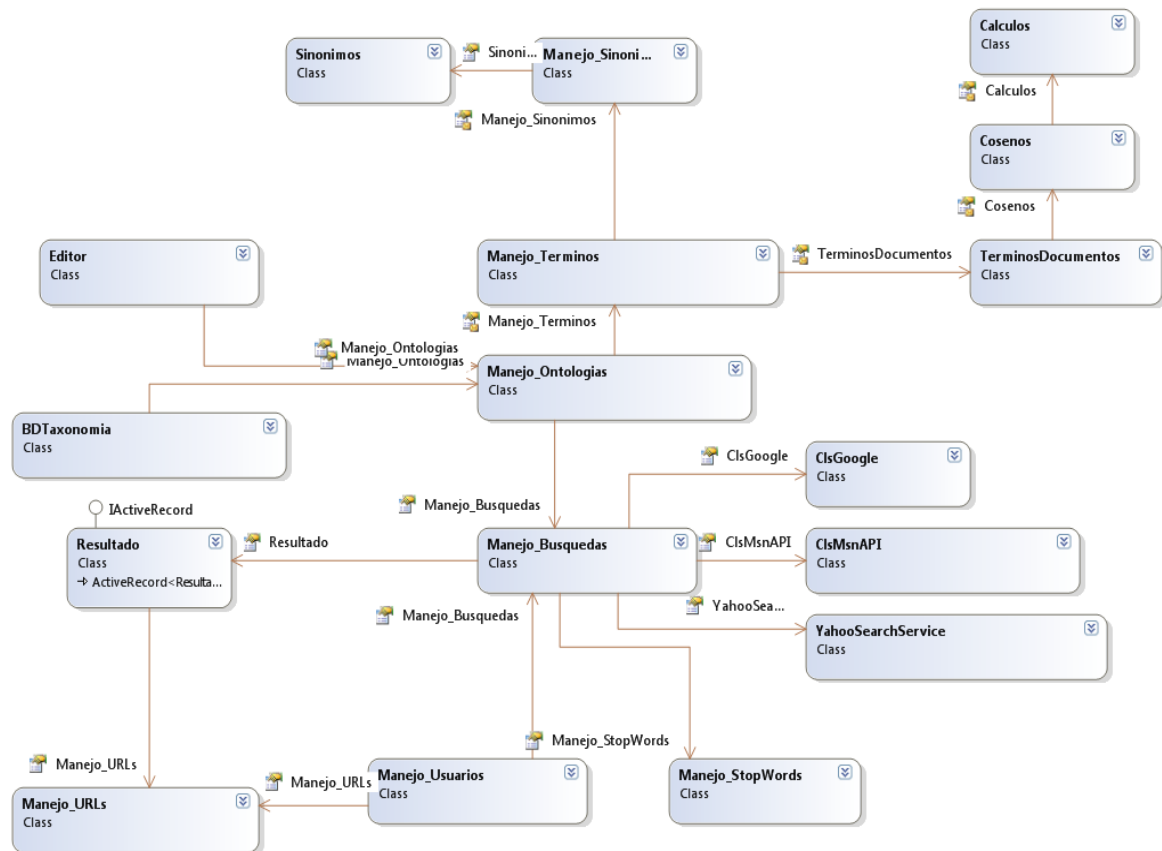 Calculos
Class
Sinonimos
Class
Sinoni...
Manejo_Sinoni ...
Class
Calculos
Manejo_Sinonimos
Cosenos
Class
Cosenos
Editor
Class
Manejo_Terminos
Class
TerminosDocumentos
TerminosDocumentos
Class
Manejo_Terminos
Manejo_Ontologias
Manejo_Ontologias
Manejo_Ontologias
Class
BDTaxonomia
Class
ClsGoogle
ClsGoogle
Class
Manejo_Busquedas
IActiveRecord
Resultado
Class
ActiveRecord<Resulta...
Resultado
Manejo_Busquedas
Class
ClsMsnAPI
ClsMsnAPI
Class
Manejo_Busquedas
YahooSea...
YahooSearchService
Class
Manejo_StopWords
Manejo_URLs
Manejo_URLs
Manejo_Usuarios
Class
Manejo_StopWords
Class
Manejo_URLs
Class